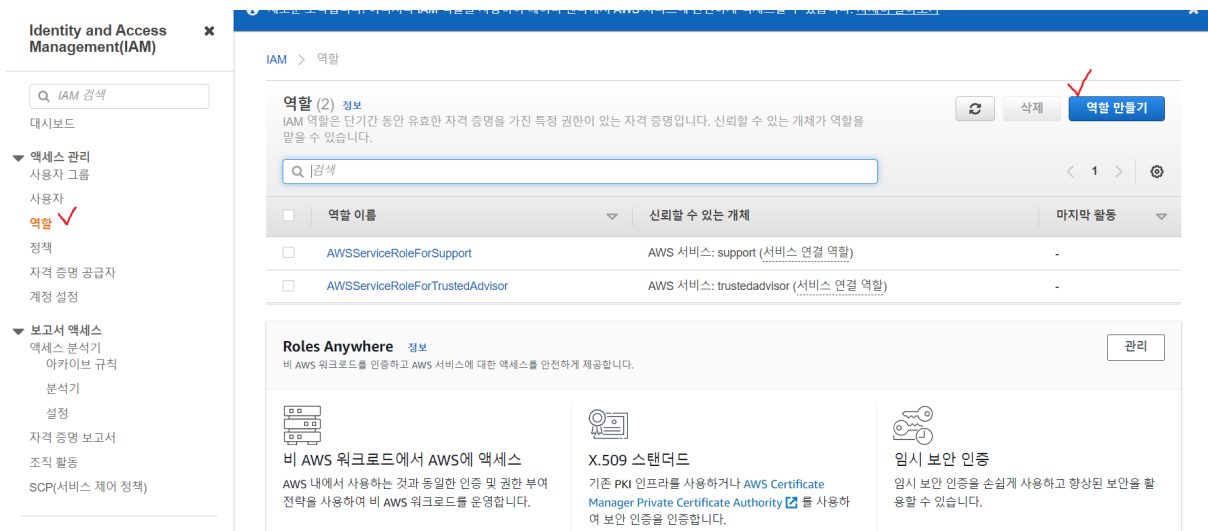 Identity and Access
Management(IAM)
IAM 검색
대시보드
액세스 관리
사용자 그룹
사용자
역할
정책
자격 증명 공급자
계정 설정
보고서 액세스
액세스 분석기
아카이브 규칙
분석기
설정
자격 증명 보고서
조직 활동
SCP(서비스 제어 정책)
IAM > 역할
역할 (2) 정보
IAM 역할은 단기간 동안 유효한 자격 증명을 가진 특정 권한이 있는 자격 증명입니다. 신뢰할 수 있는 개체가 역할을
맡을 수 있습니다.
삭제
역할 만들기
검색
1
역할 이름 신뢰할 수 있는 개체 마지막 활동
AWSServiceRoleForSupport AWS 서비스: support (서비스 연결 역할) -
AWSServiceRoleForTrustedAdvisor AWS 서비스: trustedadvisor (서비스 연결 역할) -
Roles Anywhere 정보
비 AWS 워크로드를 인증하고 AWS 서비스에 대한 액세스를 안전하게 제공합니다.
관리
비 AWS 워크로드에서 AWS에 액세스
AWS 내에서 사용하는 것과 동일한 인증 및 권한 부여
전략을 사용하여 비 AWS 워크로드를 운영합니다.
X.509 스탠더드
기존 PKI 인프라를 사용하거나 AWS Certificate
Manager Private Certificate Authority 를 사용하
여 보안 인증을 인증합니다.
임시 보안 인증
임시 보안 인증을 손쉽게 사용하고 향상된 보안을 활
용할 수 있습니다.